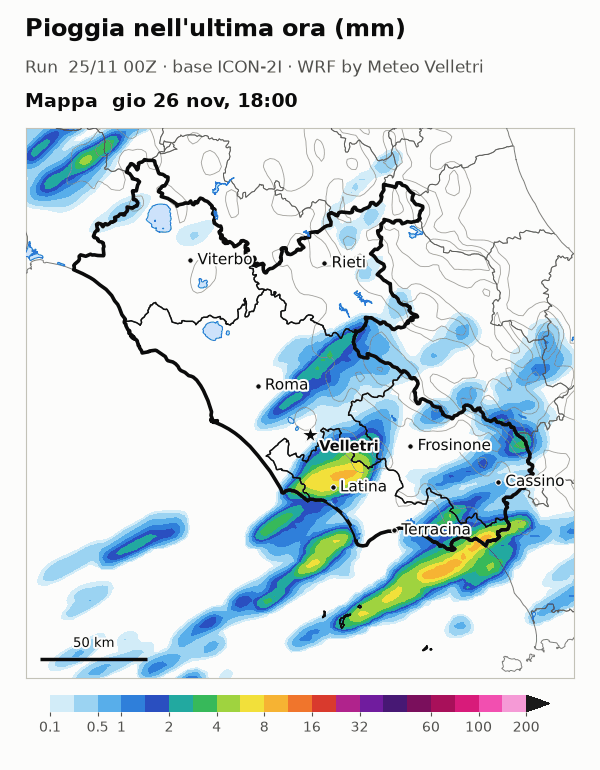 Pioggia nell'ultima ora (mm)
Run  25/11 00Z · base ICON-2I · WRF by Meteo Velletri
Mappa  gio 26 nov, 18:00
Viterbo
Rieti
Roma
Velletri
Frosinone
Latina
Cassino
Terracina
50 km
0.1 0.5 1 2 4 8 16 32 60 100 200